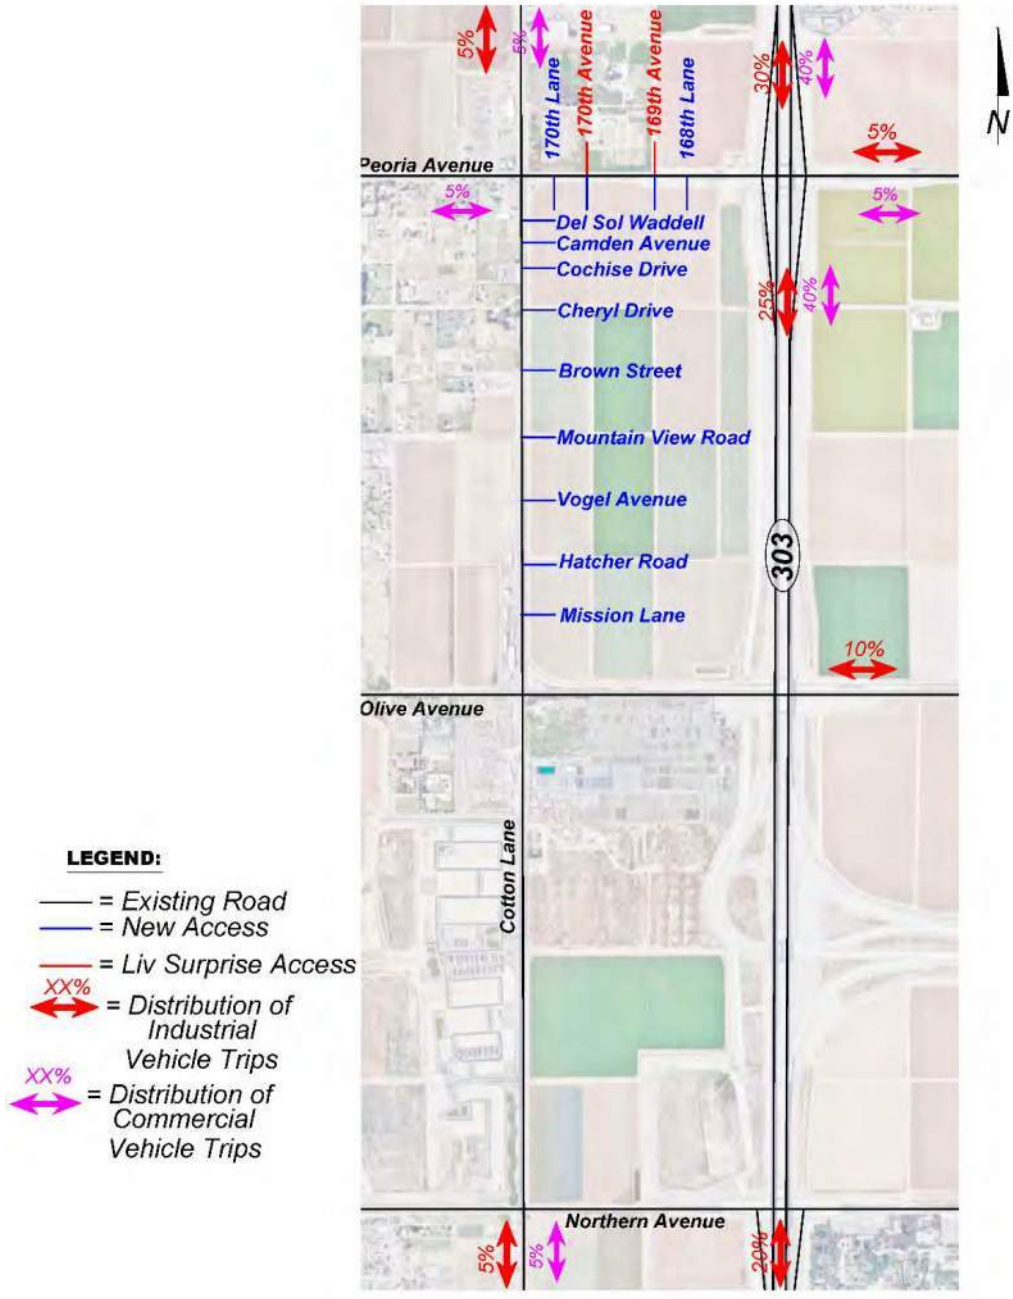 5%
5%
170th Lane
170th Avenue
169th Avenue
168th Lane
30%
40%
N
5%
Peoria Avenue
5%
5%
Del Sol Waddell
Camden Avenue
Cochise Drive
25%
40%
Cheryl Drive
Brown Street
Mountain View Road
Vogel Avenue
303
Hatcher Road
Mission Lane
10%
Olive Avenue
Cotton Lane
LEGEND:
= Existing Road
= New Access
= Liv Surprise Access
XX%
= Distribution of
Industrial
Vehicle Trips
XX%
= Distribution of
Commercial
Vehicle Trips
Northern Avenue
5%
5%
20%